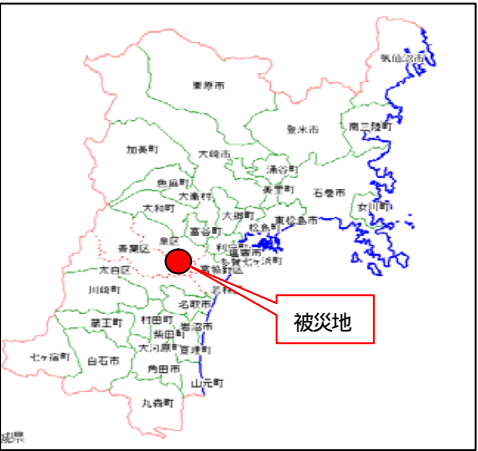 気仙沼市
栗原市
登米市
南三陸町
加美町
大崎市
涌谷町
色麻町
美里町
石巻市
女川町
大衡村
大和町
大郷町
東松島市
松島町
富谷町
泉区
利府町
青葉区
塩竈市
多賀
七ヶ浜町
太白区
宮城野区
川崎町
若林区
名取市
蔵王町
村田町
岩沼市
柴田町
七ヶ宿町
大河原町
亘理町
白石市
角田市
山元町
丸森町
被災地